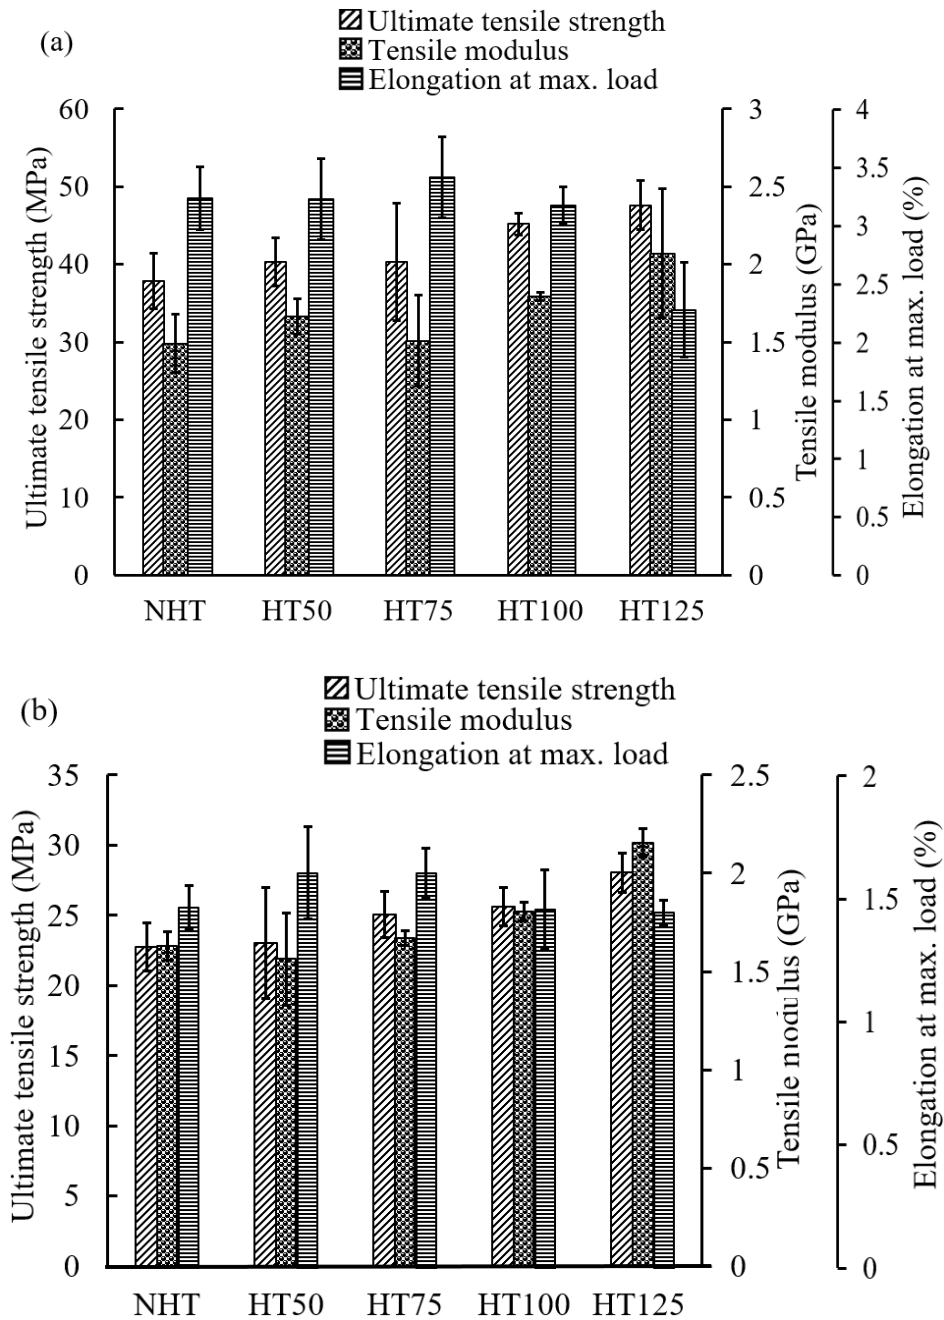 (a)
Ultimate tensile strength
Tensile modulus
Elongation at max. load
Ultimate tensile strength (MPa)
60
50
40
30
20
10
0
3
2.5
2
1.5
1
0.5
0
Tensile modulus (GPa)
4
3.5
3
2.5
2
1.5
1
0.5
0
Elongation at max. load (%)
NHT HT50 HT75 HT100 HT125
(b)
Ultimate tensile strength
Tensile modulus
Elongation at max. load
Ultimate tensile strength (MPa)
35
30
25
20
15
10
5
0
2.5
2
1.5
1
0.5
0
Tensile modulus (GPa)
2
1.5
1
0.5
0
Elongation at max. load (%)
NHT HT50 HT75 HT100 HT125